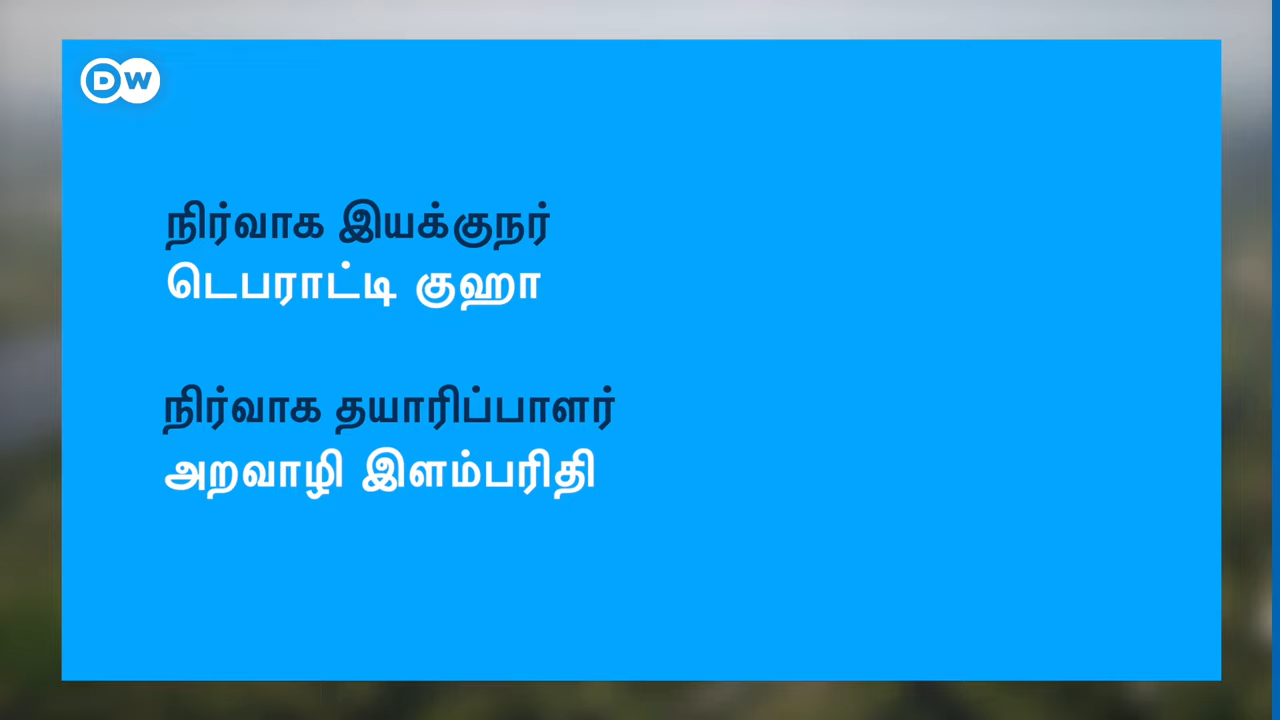 DW
நிர்வாக இயக்குநர்
டெபராட்டி குஹா
நிர்வாக தயாரிப்பாளர்
அறவாழி இளம்பரிதி